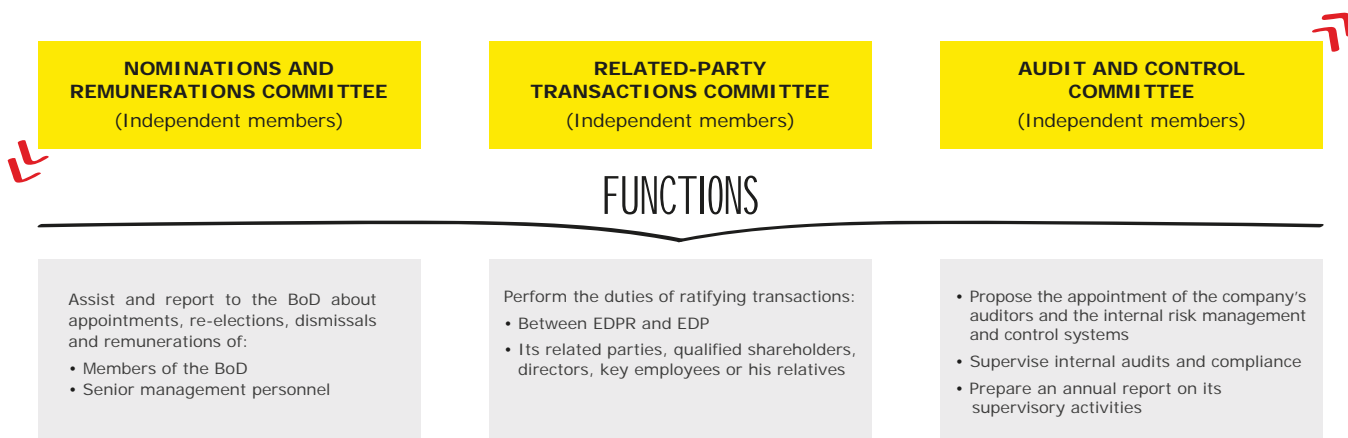 NOMINATIONS AND
REMUNERATIONS COMMITTEE
(Independent members)
RELATED-PARTY
TRANSACTIONS COMMITTEE
(Independent members)
AUDIT AND CONTROL
COMMITTEE
(Independent members)
FUNCTIONS
Assist and report to the BoD about
appointments, re-elections, dismissals
and remunerations of:
• Members of the BoD
• Senior management personnel
Perform the duties of ratifying transactions:
• Between EDPR and EDP
• Its related parties, qualified shareholders,
directors, key employees or his relatives
• Propose the appointment of the company's
auditors and the internal risk management
and control systems
• Supervise internal audits and compliance
• Prepare an annual report on its
supervisory activities